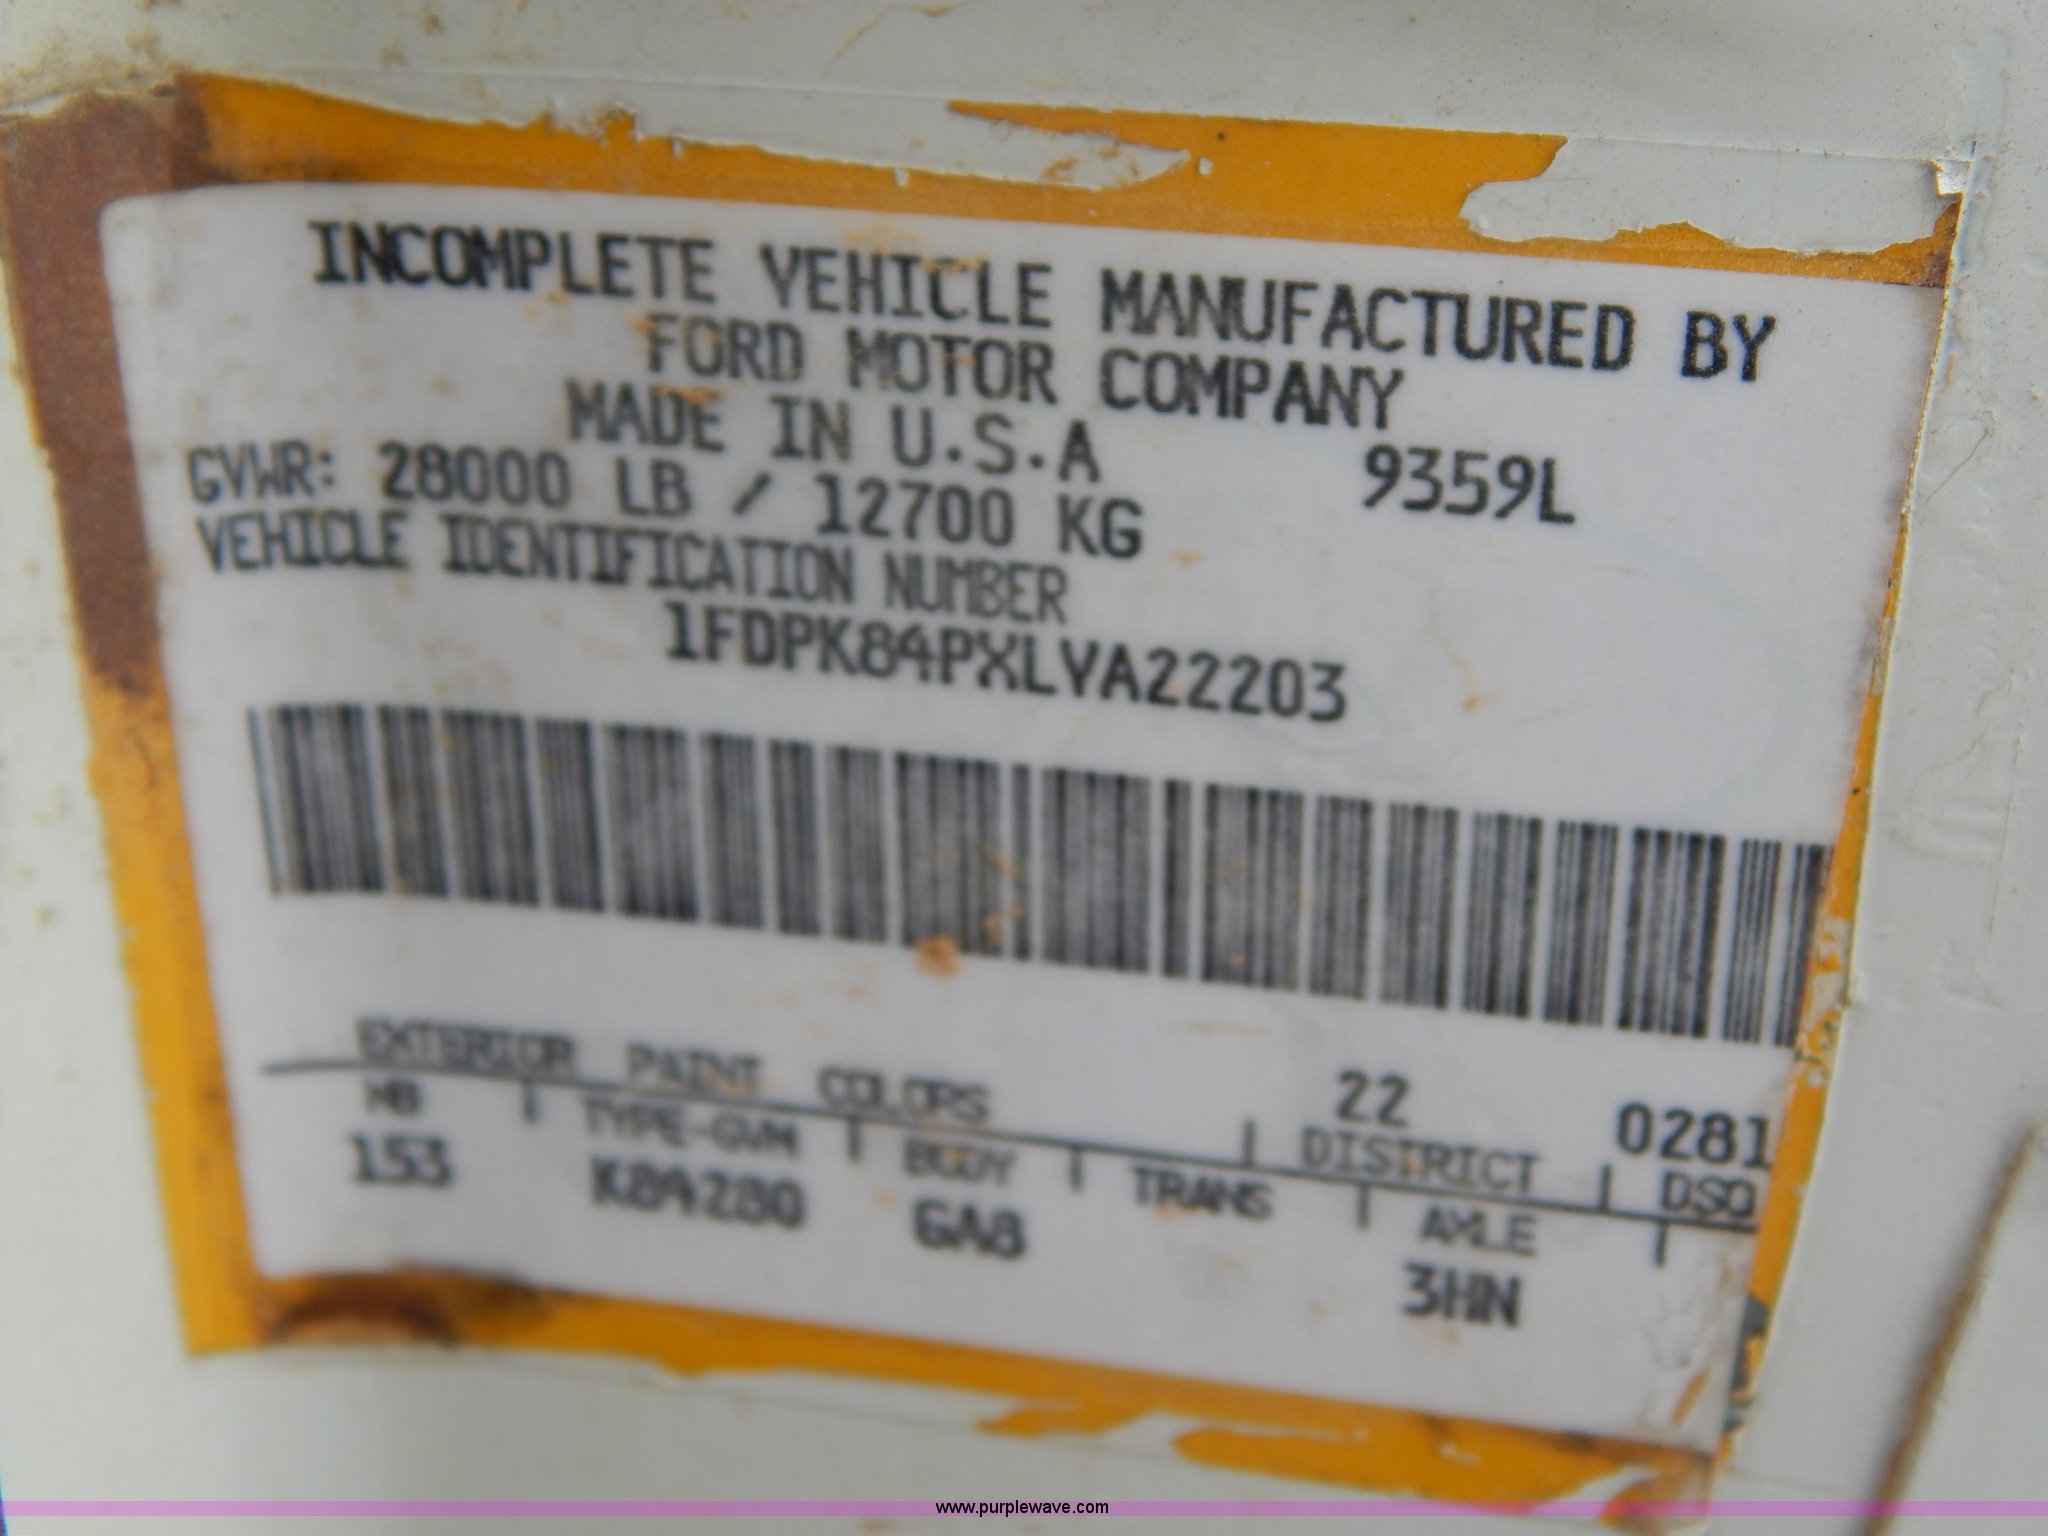 INCOMPLETE VEHICLE MANUFACTURED BY
FORD MOTOR COMPANY
MADE IN U.S.A
9359L
GVWR: 28000 LB / 12700 KG
VEHICLE IDENTIFICATION NUMBER
1FDPK84PXLVA22203
EXTERIOR PAINT COLORS 22 0281
WB TYPE-GVW BODY TRANS DISTRICT AXLE DSO
153 K84280 GA8 3HN
www.purplewave.com